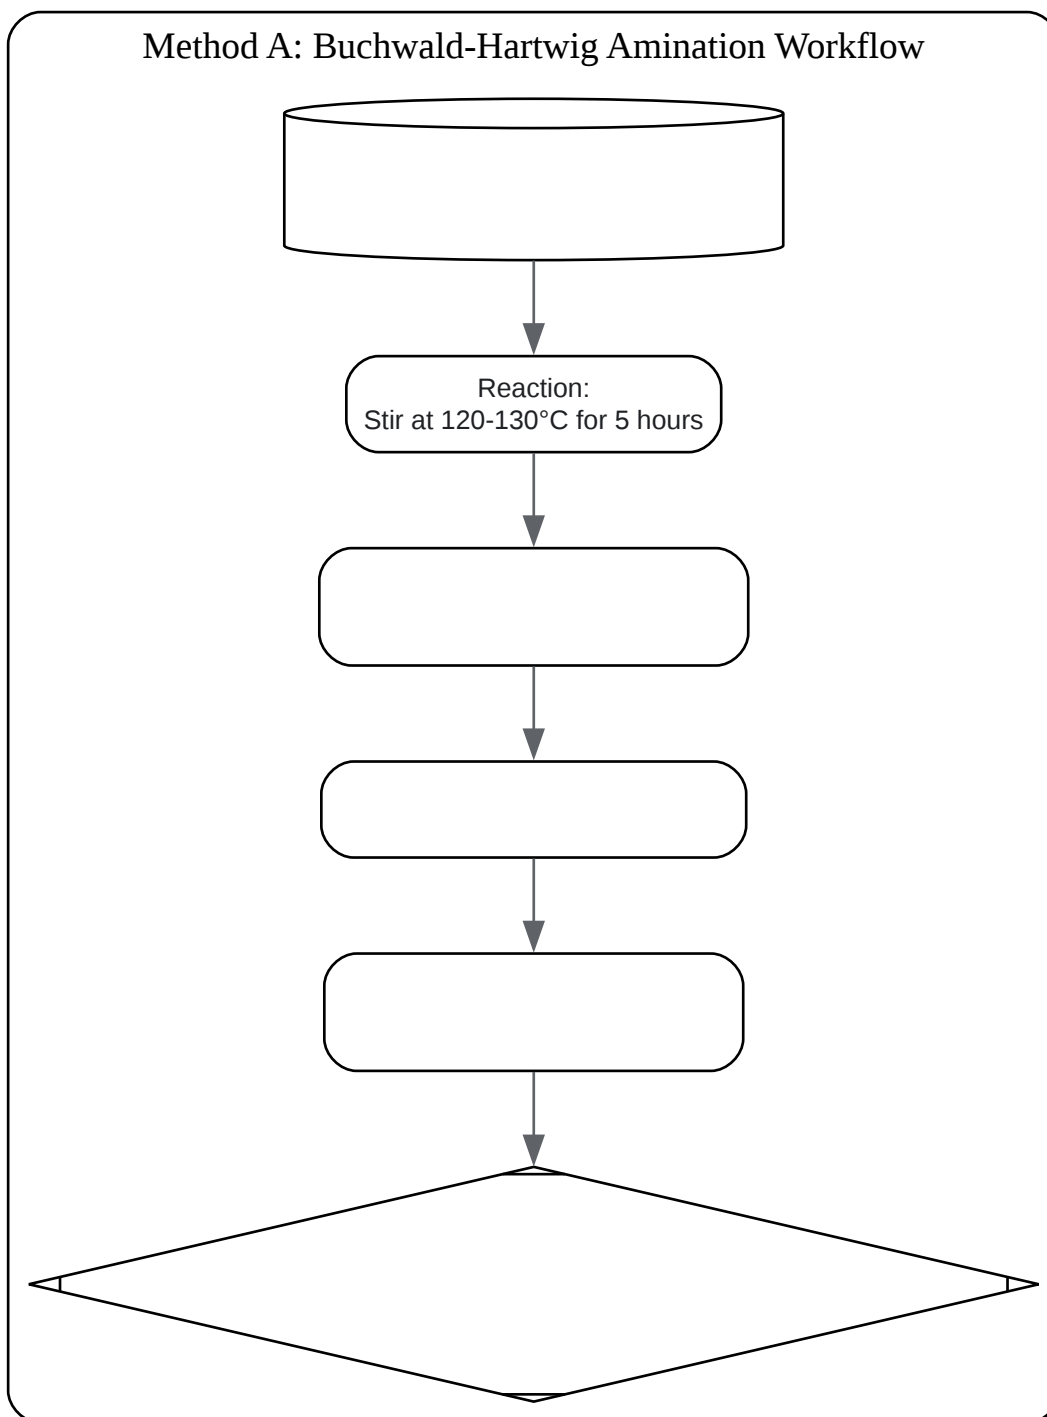 Method A: Buchwald-Hartwig Amination Workflow
Reaction:
Stir at 120-130°C for 5 hours